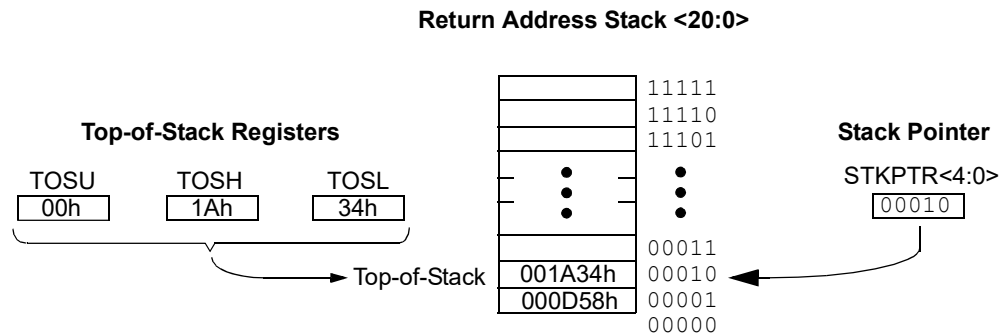 Return Address Stack <20:0>
11111
11110
Top-of-Stack Registers
11101
Stack Pointer
TOSU TOSH TOSL
STKPTR<4:0>
00h 1Ah 34h
00010
00011
Top-of-Stack 001A34h 00010
000D58h 00001
00000